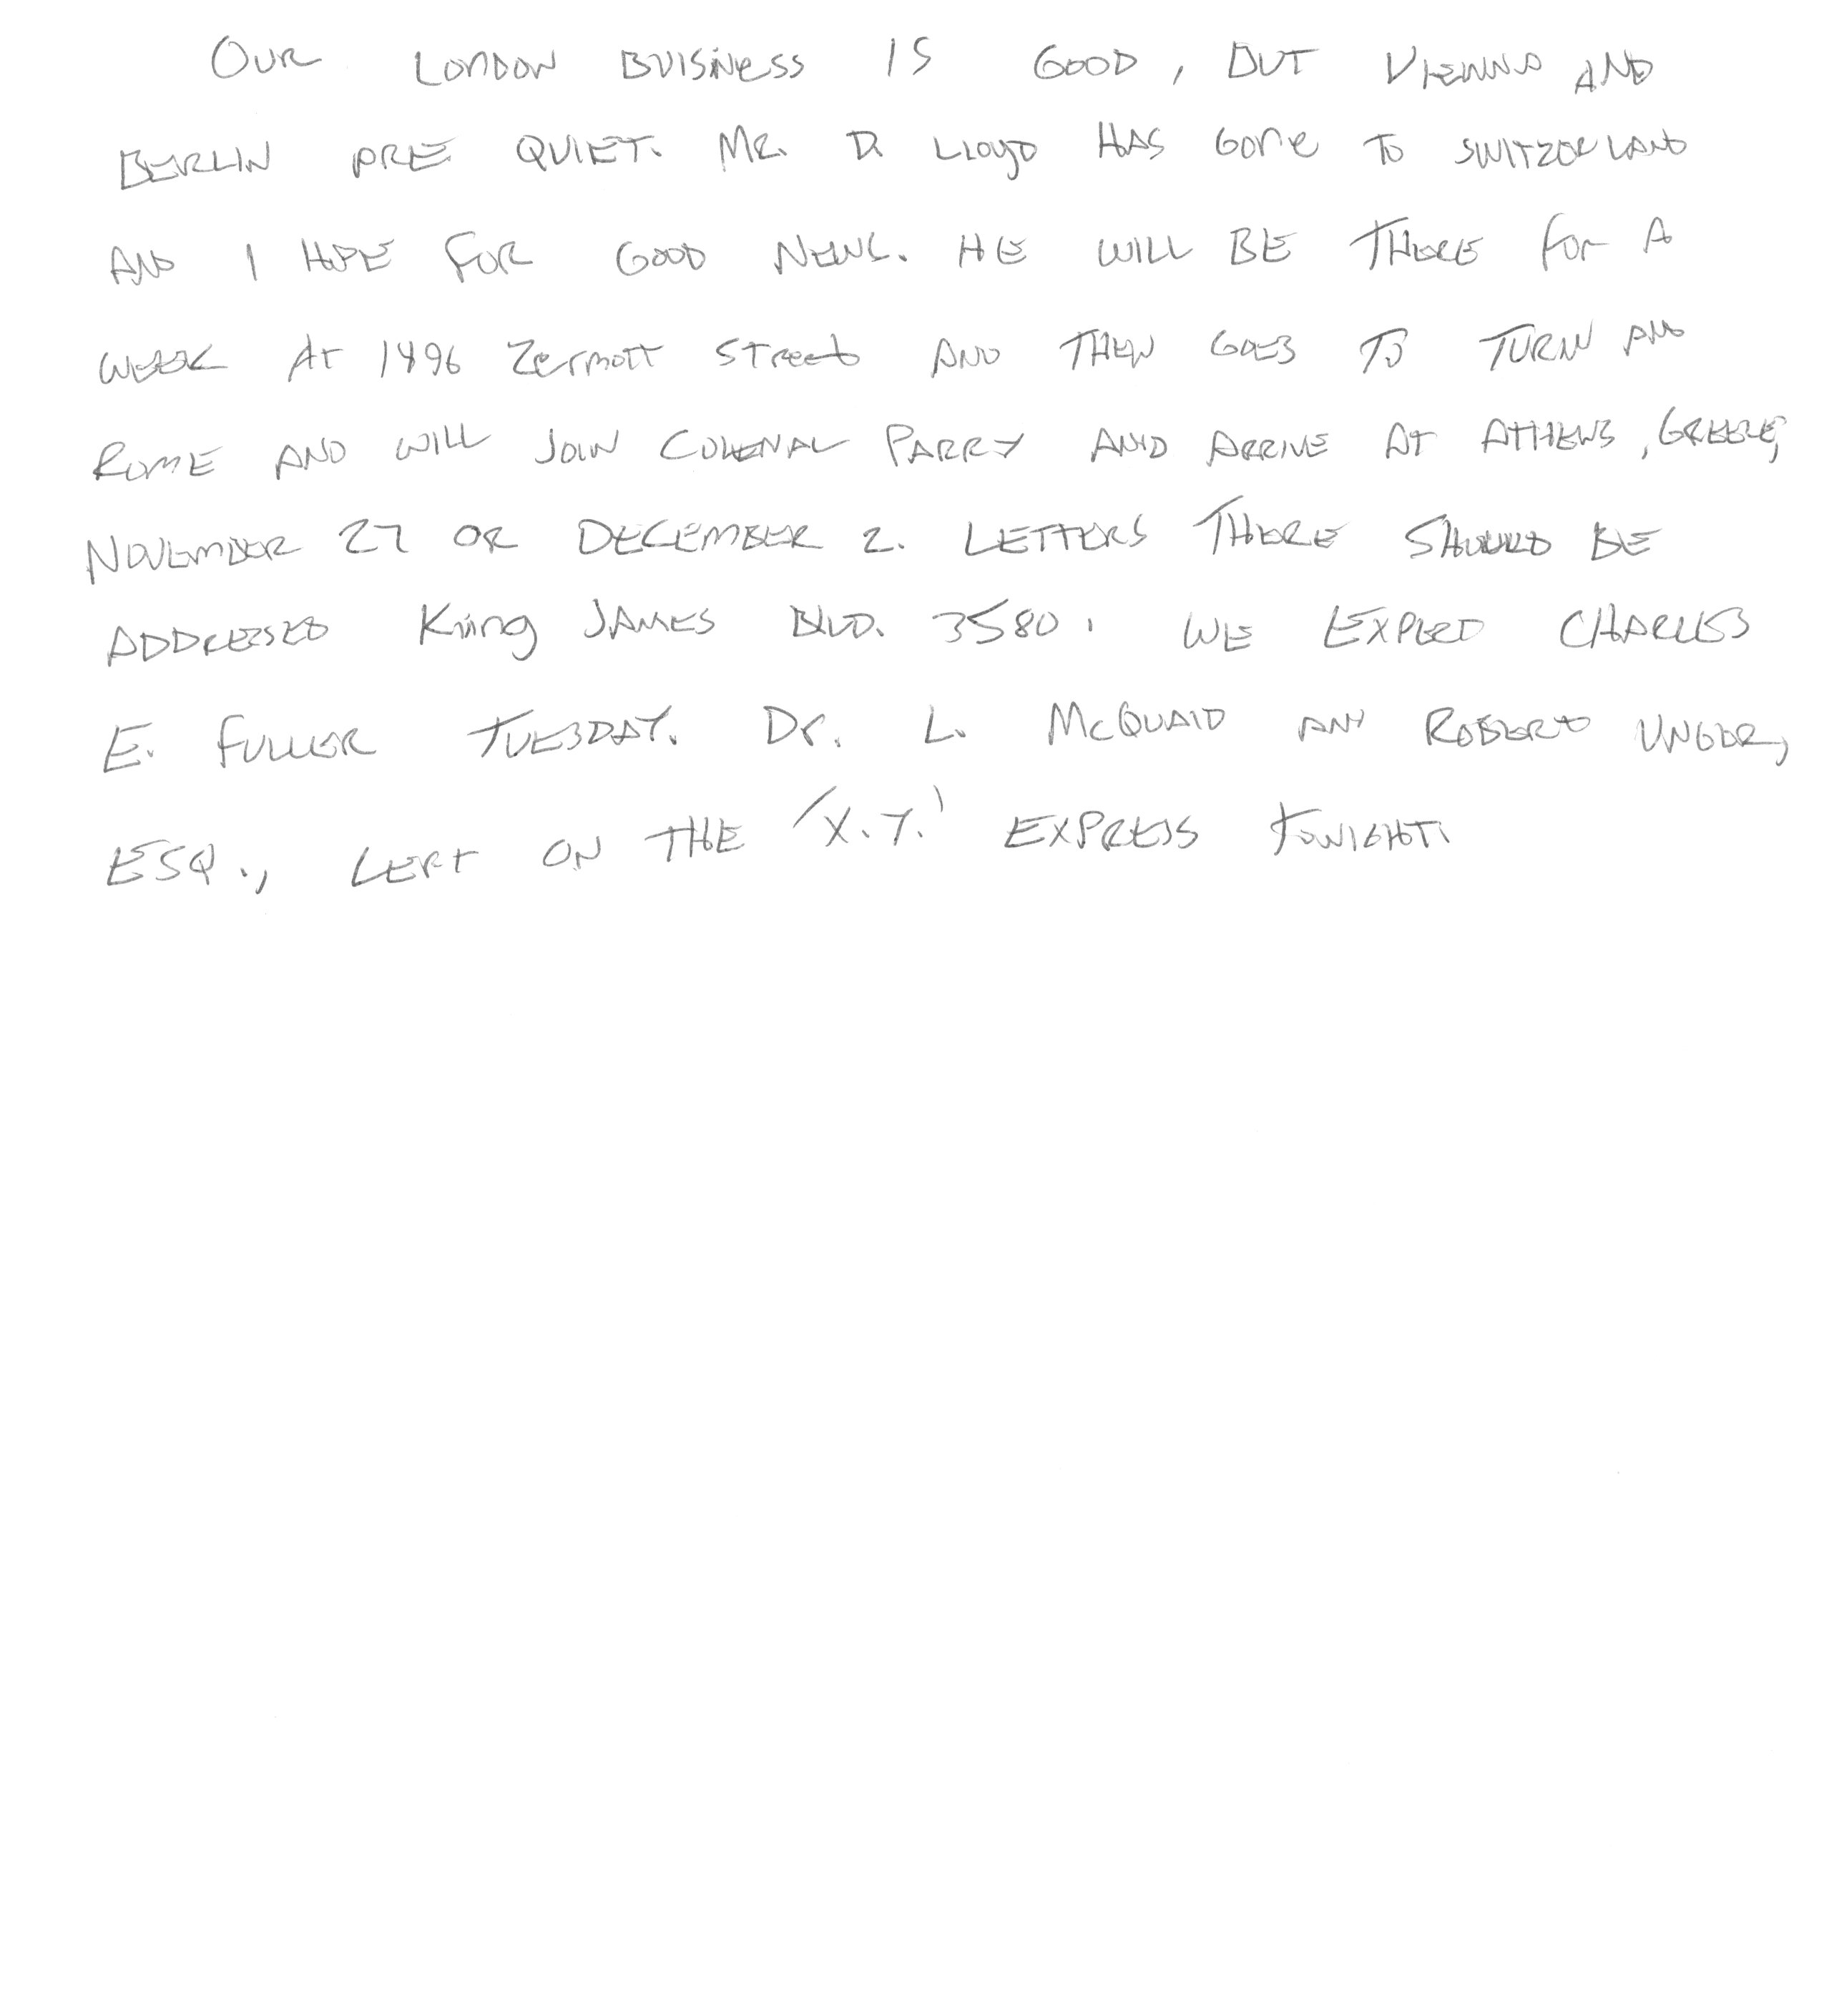 OUR LONDON BUISINESS IS GOOD, BUT VIENNA AND
BERLIN ARE QUIET. MR. D. LLOYD HAS GONE TO SWITZERLAND
AND I HOPE FOR GOOD NEWS. HE WILL BE THERE FOR A
WEEK AT 1496 Zermott Street AND THEN GOES TO TURIN AND
ROME AND WILL JOIN COLENAL PARRY AND ARRIVE AT ATHENS, GREECE,
NOVEMBER 27 OR DECEMBER 2. LETTERS THERE SHOULD BE
ADDRESSED King JAMES BLVD. 3580. WE EXPECT CHARLES
E. FULLER TUESDAY. Dr. L. McQUAID AND ROBERT UNGER,
ESQ., LEFT ON THE 'X.Y.' EXPRESS TONIGHT.